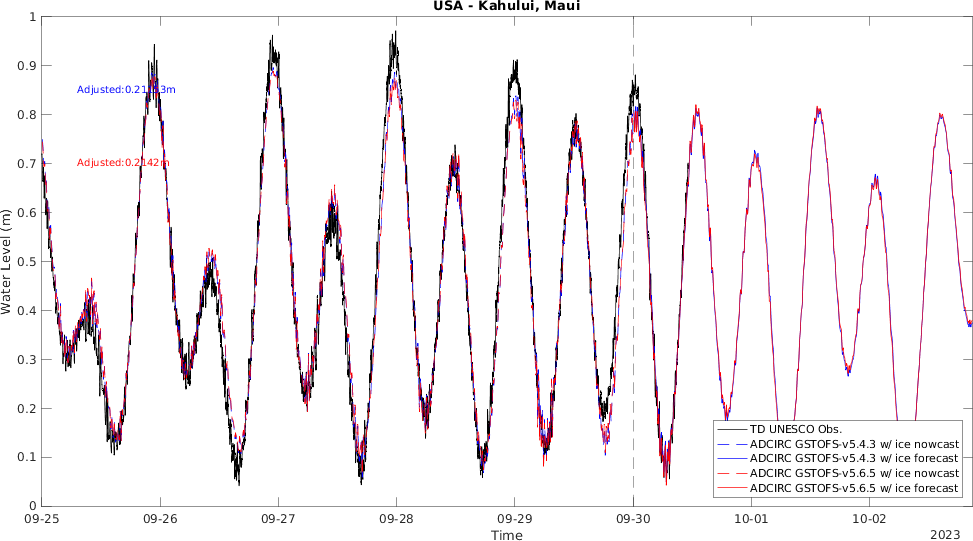 USA - Kahului, Maui
1
0.9
0.8
0.7
0.6
0.5
0.4
0.3
0.2
0.1
0
Water Level (m)
Adjusted:0.2142m
TD UNESCO Obs.
ADCIRC GSTOFS-v5.4.3 w/ ice nowcast
ADCIRC GSTOFS-v5.4.3 w/ ice forecast
ADCIRC GSTOFS-v5.6.5 w/ ice nowcast
ADCIRC GSTOFS-v5.6.5 w/ ice forecast
09-25 09-26 09-27 09-28 09-29 09-30 10-01 10-02
Time
2023